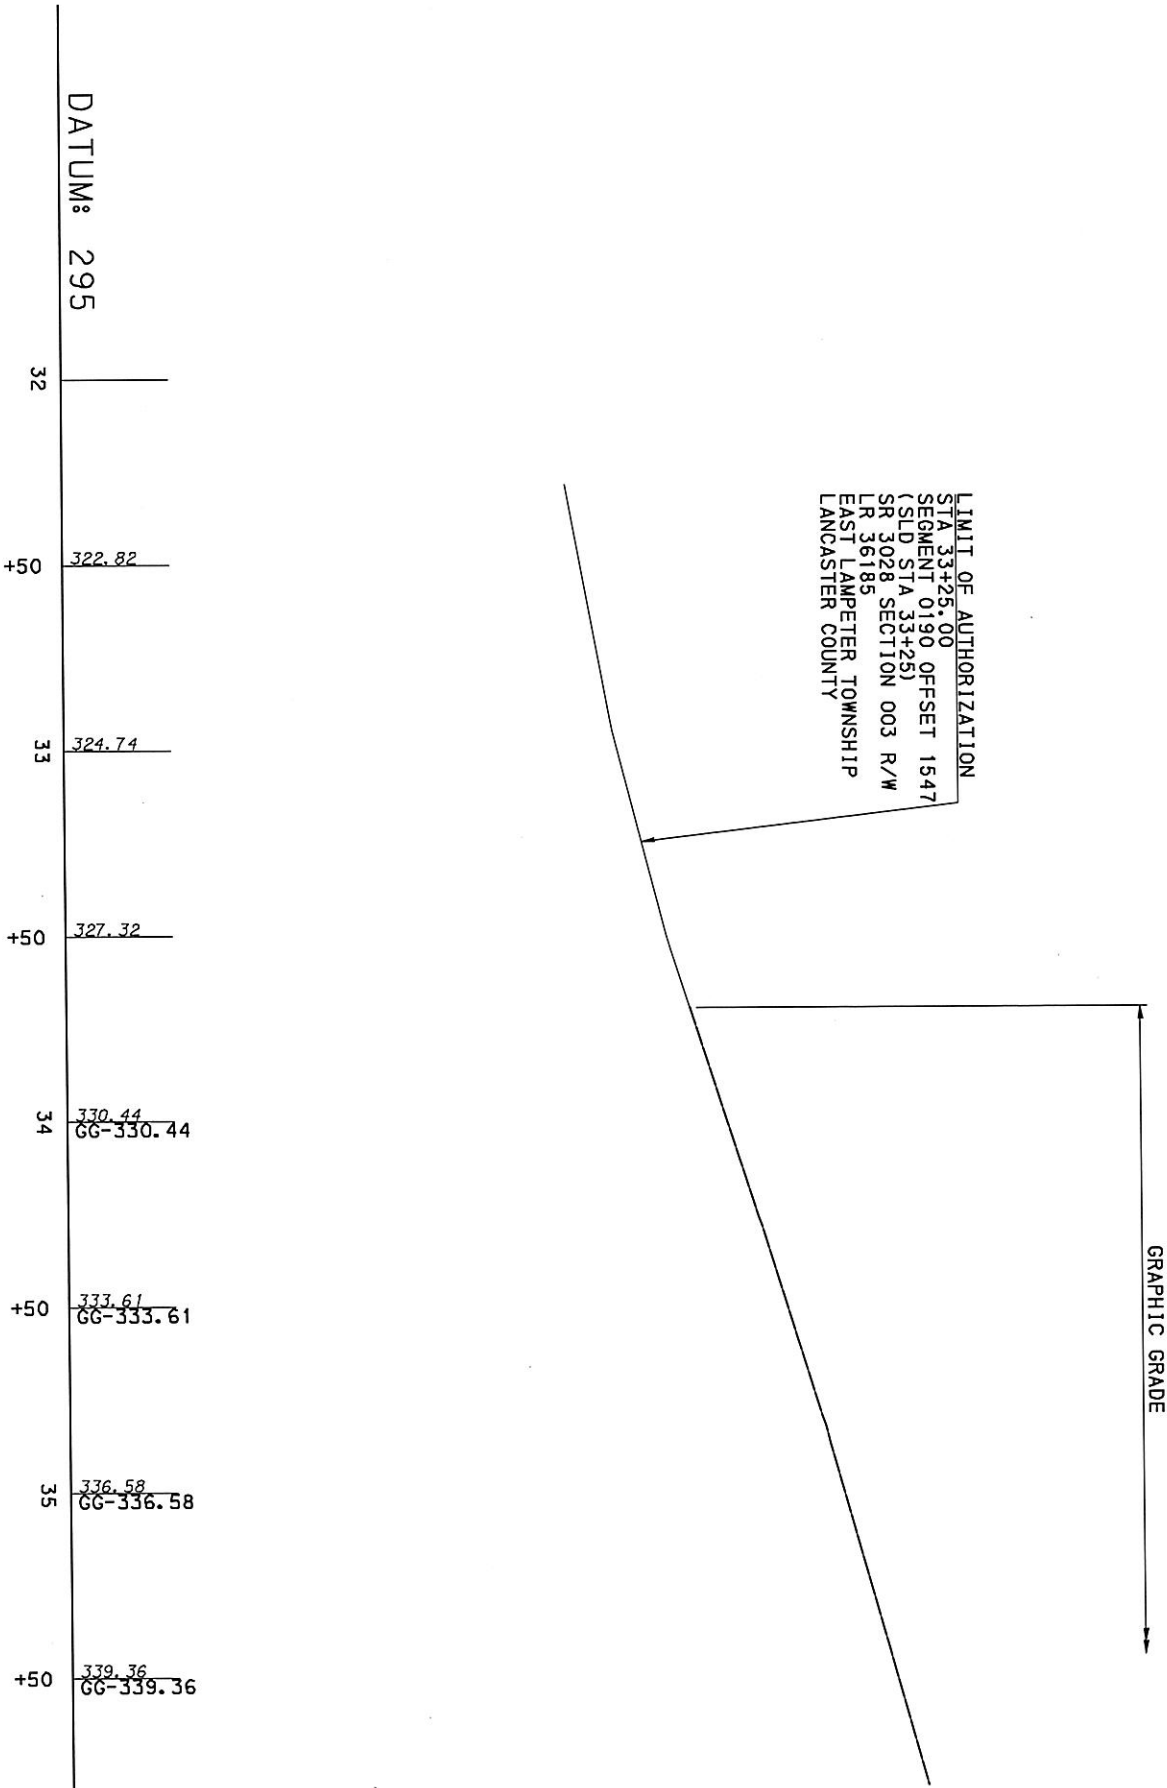 LIMIT OF AUTHORIZATION
STA 33+25.00
SEGMENT 0190 OFFSET 1547
(SLD STA 33+25)
SR 3028 SECTION 003 R/W
LR 36185
EAST LAMPETER TOWNSHIP
LANCASTER COUNTY
GRAPHIC GRADE
DATUM: 295
32
+50
322.82
33
324.74
+50
327.32
34
330.44
GG-330.44
+50
333.61
GG-333.61
35
336.58
GG-336.58
+50
339.36
GG-339.36